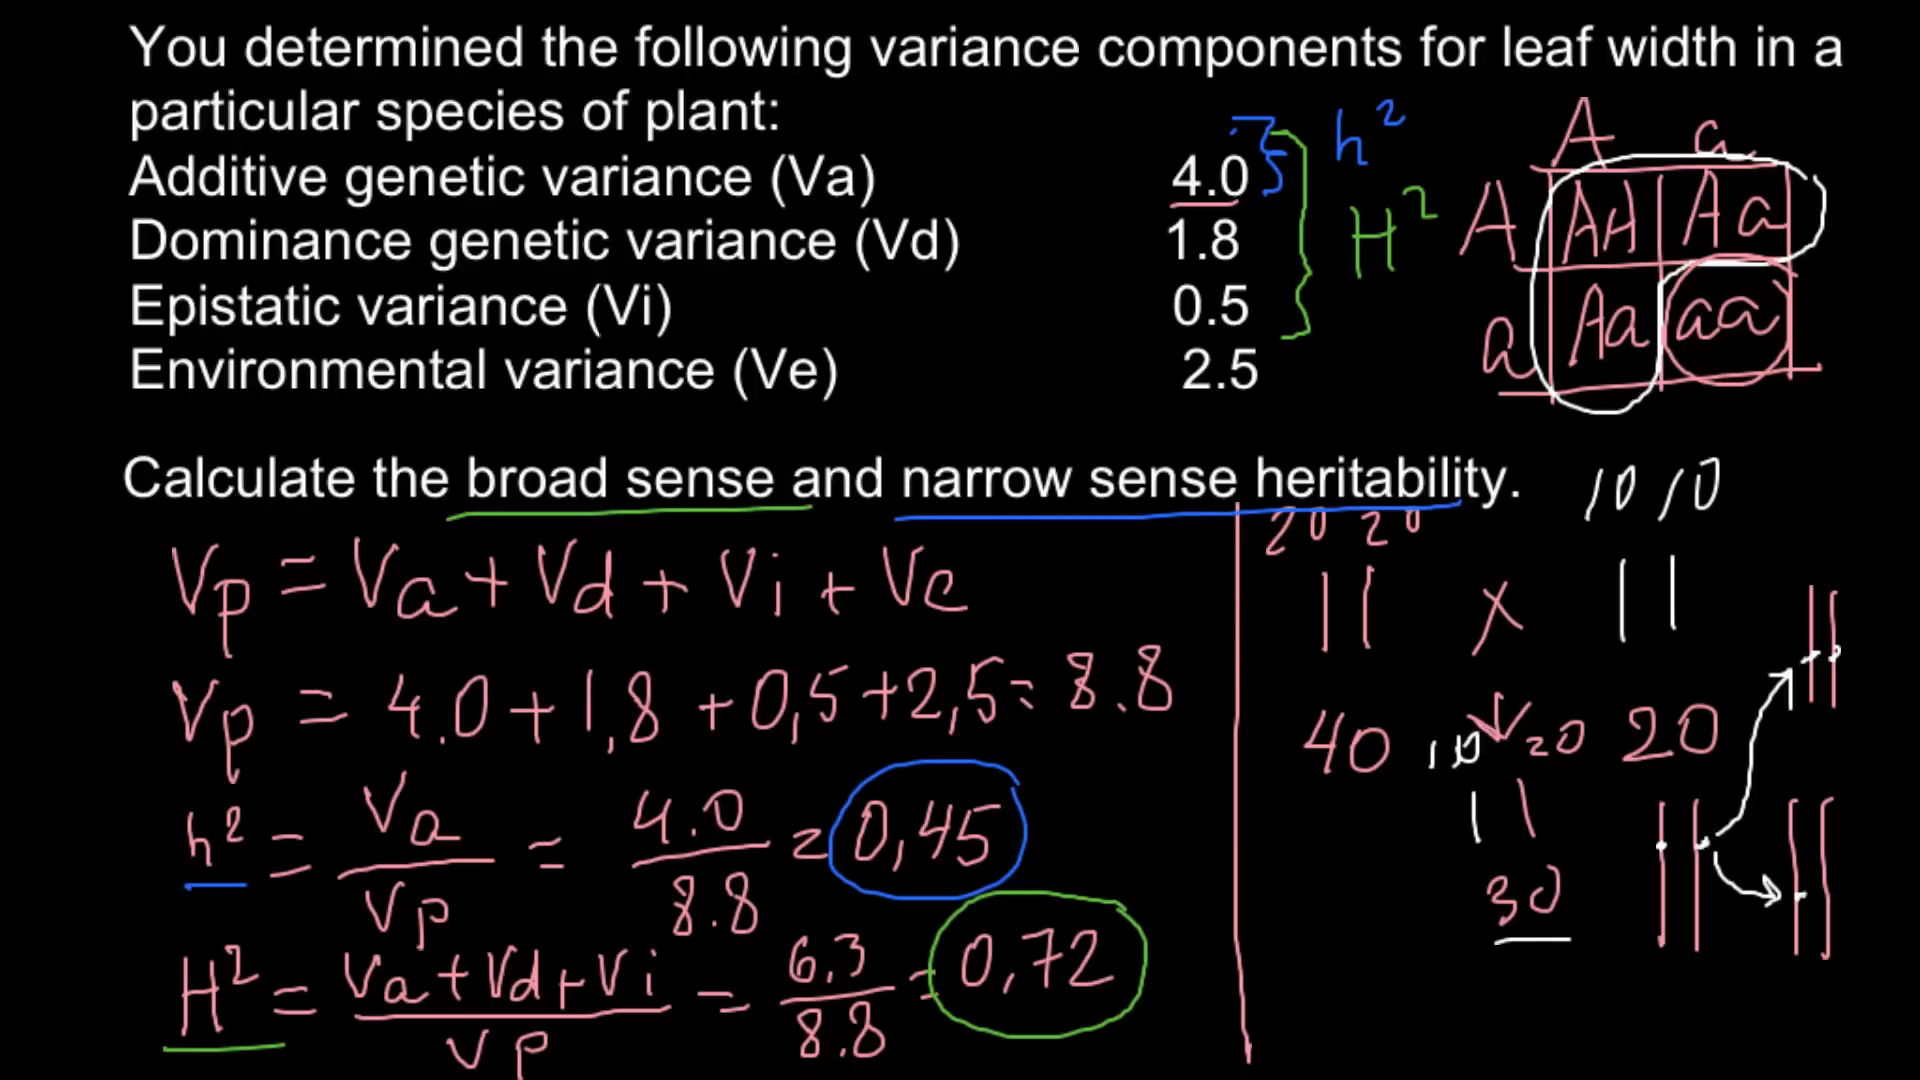 You determined the following variance components for leaf width in a
particular species of plant:
Additive genetic variance (Va) 4.0 h²
Dominance genetic variance (Vd) 1.8 H²
Epistatic variance (Vi) 0.5
Environmental variance (Ve) 2.5
A a
A AA Aa
a Aa aa
Calculate the broad sense and narrow sense heritability.
Vp = Va + Vd + Vi + Ve
Vp = 4.0 + 1,8 + 0,5 + 2,5 = 8.8
h² = Va / Vp = 4.0 / 8.8 = 0,45
H² = Va + Vd + Vi / Vp = 6,3 / 8.8 = 0,72
20 20 10 10
X
40 10 20 20
30